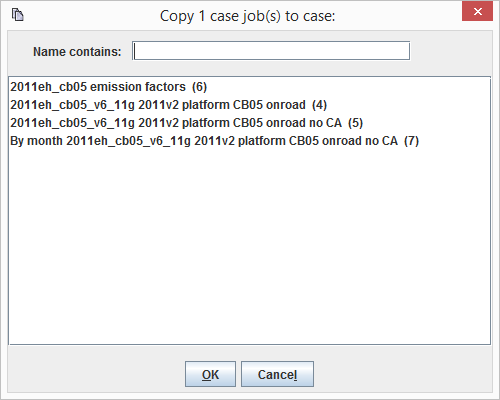 Copy 1 case job(s) to case:
Name contains:
2011eh_cb05 emission factors (6)
2011eh_cb05_v6_11g 2011v2 platform CB05 onroad (4)
2011eh_cb05_v6_11g 2011v2 platform CB05 onroad no CA (5)
By month 2011eh_cb05_v6_11g 2011v2 platform CB05 onroad no CA (7)
OK Cancel